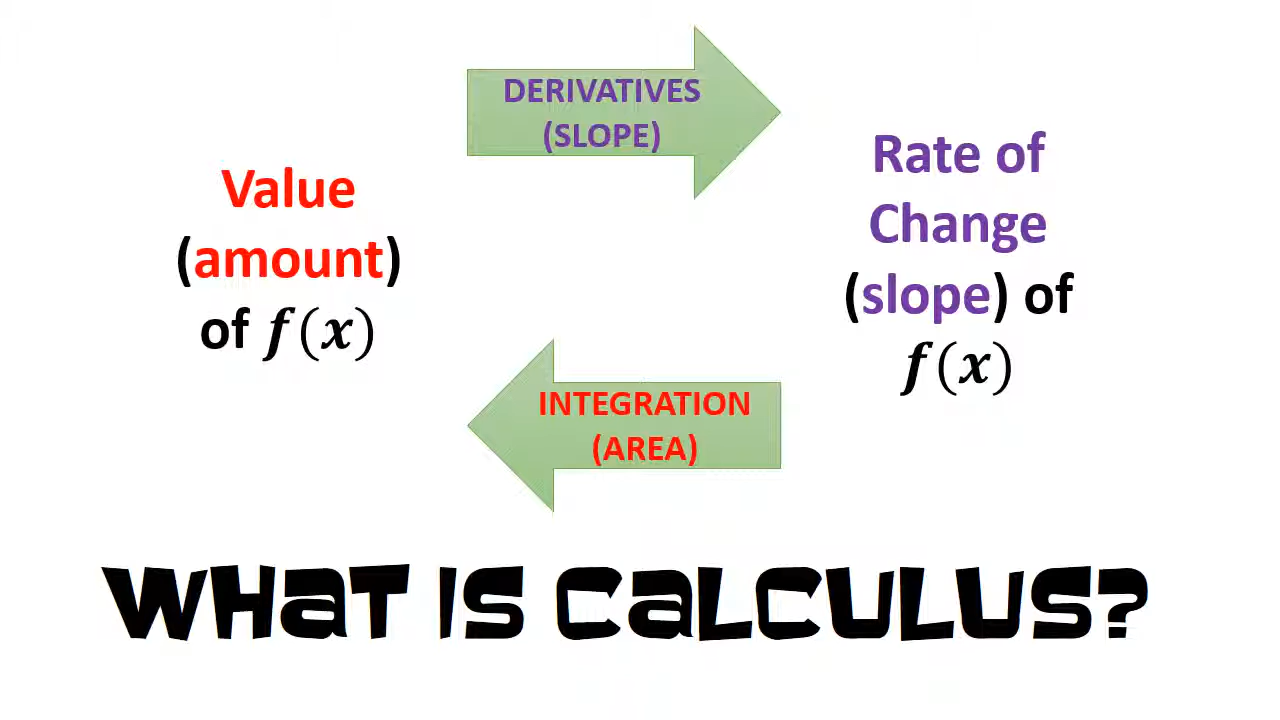 DERIVATIVES
(SLOPE)
Value
(amount)
of f(x)
Rate of
Change
(slope) of
f(x)
INTEGRATION
(AREA)
WHAT IS CALCULUS?